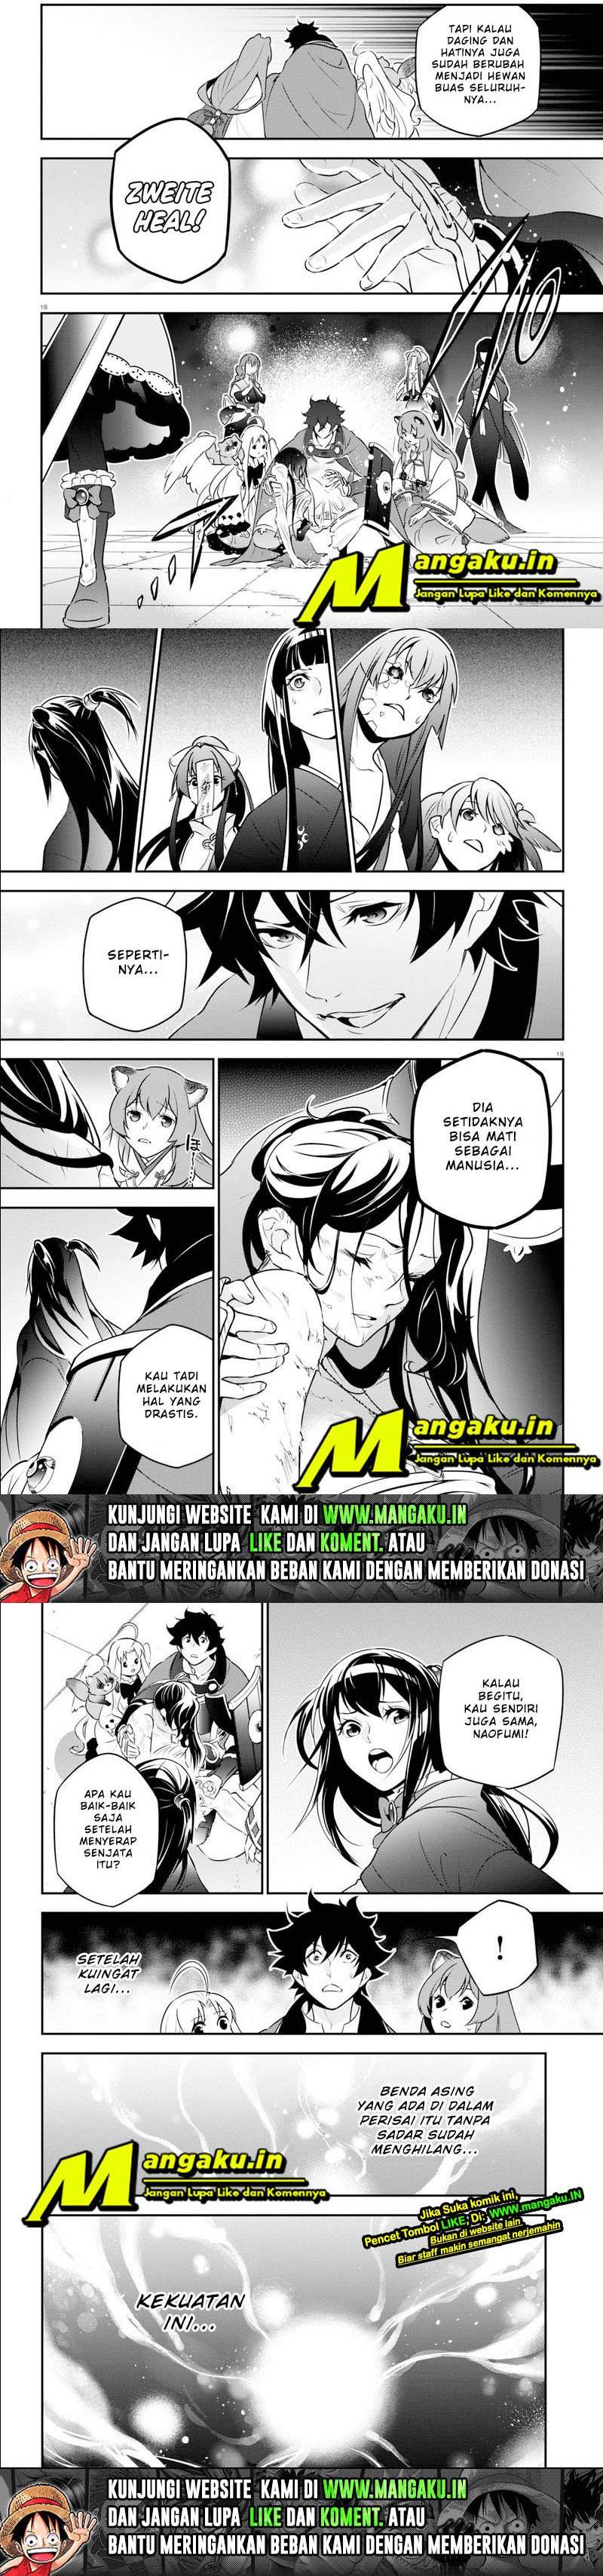 TAPI KALAU
DAGING DAN
HATINYA JUGA
SUDAH BERUBAH
MENJADI HEWAN
BUAS SELURUH-
NYA...
ZWEITE
HEAL!
18
Mangaku.in
Jangan Lupa Like dan Komennya
SEPERTI-
NYA...
19
DIA
SETIDAKNYA
BISA MATI
SEBAGAI
MANUSIA...
ほ
KAU TADI
MELAKUKAN
HAL YANG
DRASTIS.
Mangaku.in
Jangan Lupa Like dan Komennya
KUNJUNGI WEBSITE KAMI DI WWW.MANGAKU.IN
DAN JANGAN LUPA LIKE DAN KOMENT. ATAU
BANTU MERINGANKAN BEBAN KAMI DENGAN MEMBERIKAN DONASI
KALAU
BEGITU,
KAU SENDIRI
JUGA SAMA,
NAOFUMI!
APA KAU
BAIK-BAIK
SAJA
SETELAH
MENYERAP
SENJATA
ITU?
!
SETELAH
KUINGAT
LAGI...
BENDA ASING
YANG ADA DI DALAM
PERISAI ITU TANPA
SADAR SUDAH
MENGHILANG...
Mangaku.in
Jangan Lupa Like dan Komennya
Jika Suka komik ini,
Pencet Tombol LIKE, Di, WWW.mangaku.IN
Bukan di website lain
Biar staff makin semangat nerjemahin
KEKUATAN
INI...
KUNJUNGI WEBSITE KAMI DI WWW.MANGAKU.IN
DAN JANGAN LUPA LIKE DAN KOMENT. ATAU
BANTU MERINGANKAN BEBAN KAMI DENGAN MEMBERIKAN DONASI